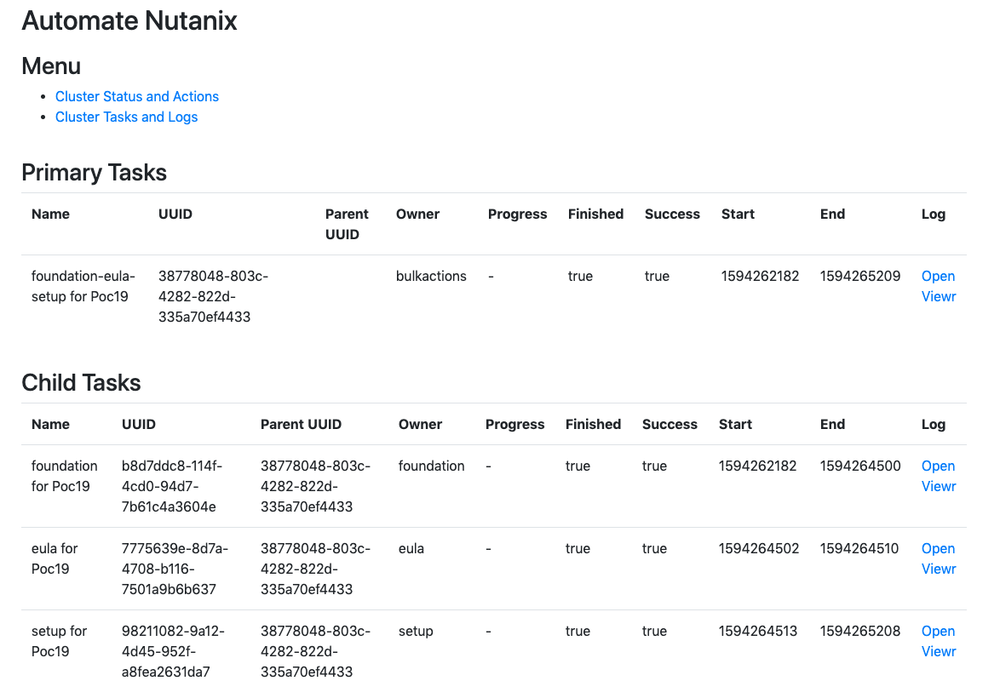 Automate Nutanix
Menu
• Cluster Status and Actions
• Cluster Tasks and Logs
Primary Tasks
Name UUID Parent Owner Progress Finished Success Start End Log
UUID
foundation-eula- 38778048-803c- bulkactions - true true 1594262182 1594265209 Open
setup for Poc19 4282-822d- Viewr
335a70ef4433
Child Tasks
Name UUID Parent UUID Owner Progress Finished Success Start End Log
foundation b8d7ddc8-114f- 38778048-803c- foundation - true true 1594262182 1594264500 Open
for Poc19 4cd0-94d7- 4282-822d- Viewr
7b61c4a3604e 335a70ef4433
eula for 7775639e-8d7a- 38778048-803c- eula - true true 1594264502 1594264510 Open
Poc19 4708-b116- 4282-822d- Viewr
7501a9b6b637 335a70ef4433
setup for 98211082-9a12- 38778048-803c- setup - true true 1594264513 1594265208 Open
Poc19 4d45-952f- 4282-822d- Viewr
a8fea2631da7 335a70ef4433